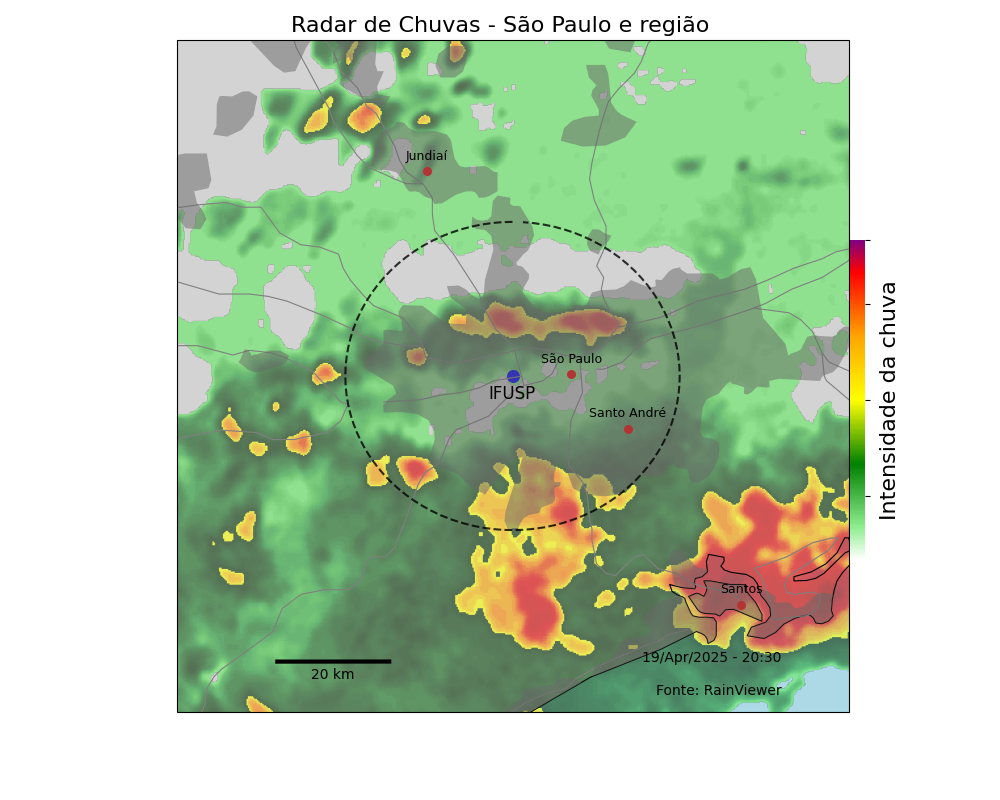 Radar de Chuvas - São Paulo e região
Jundiaí
São Paulo
IFUSP
Santo André
Intensidade da chuva
Santos
19/Apr/2025 - 20:30
20 km
Fonte: RainViewer